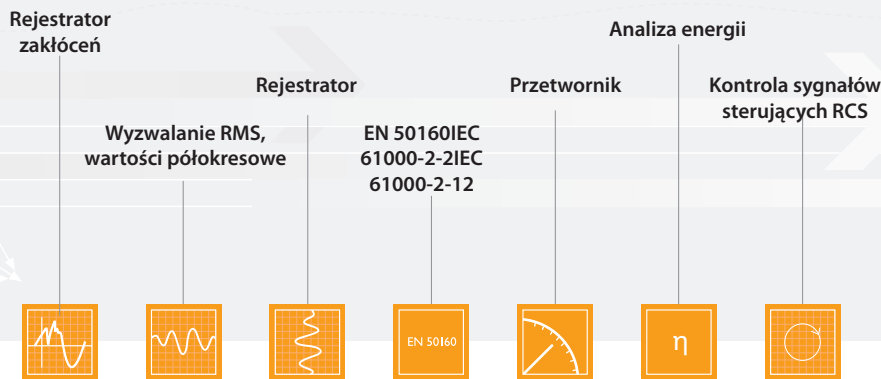 Rejestrator
zakłóceń
Wyzwalanie RMS,
wartości półokresowe
Rejestrator
EN 50160IEC
61000-2-2IEC
61000-2-12
Przetwornik
Analiza energii
Kontrola sygnałów
sterujących RCS
EN 50160
η